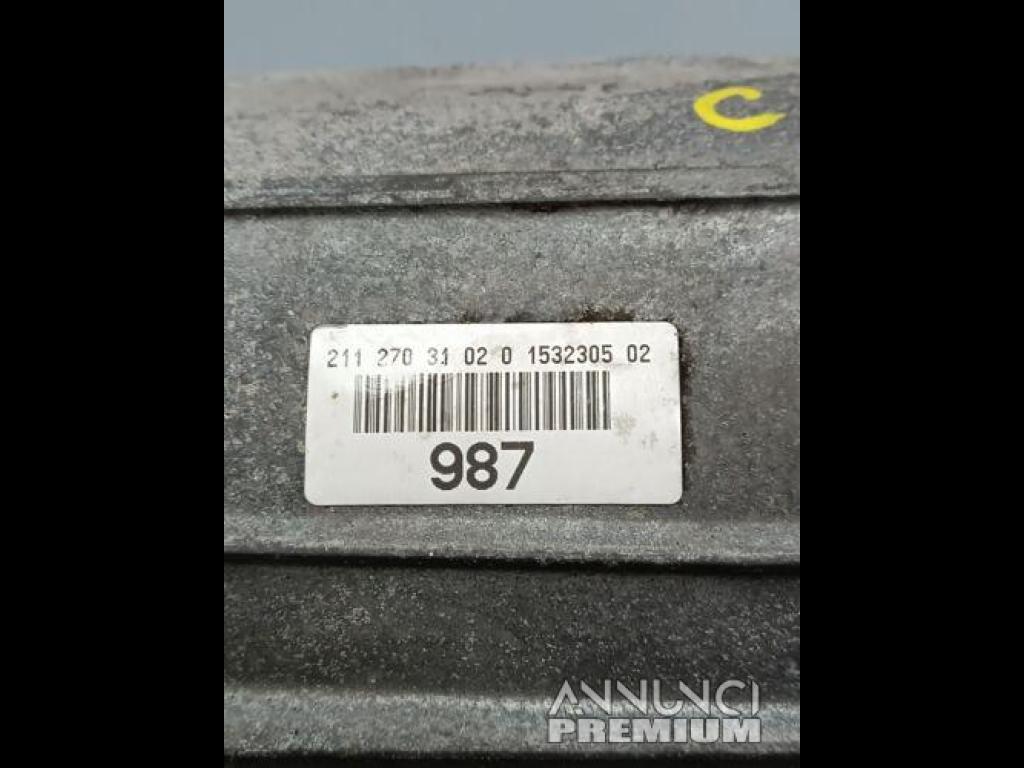 C
211 270 31 02 0 1532305 02
987
ANNUNCI
PREMIUM